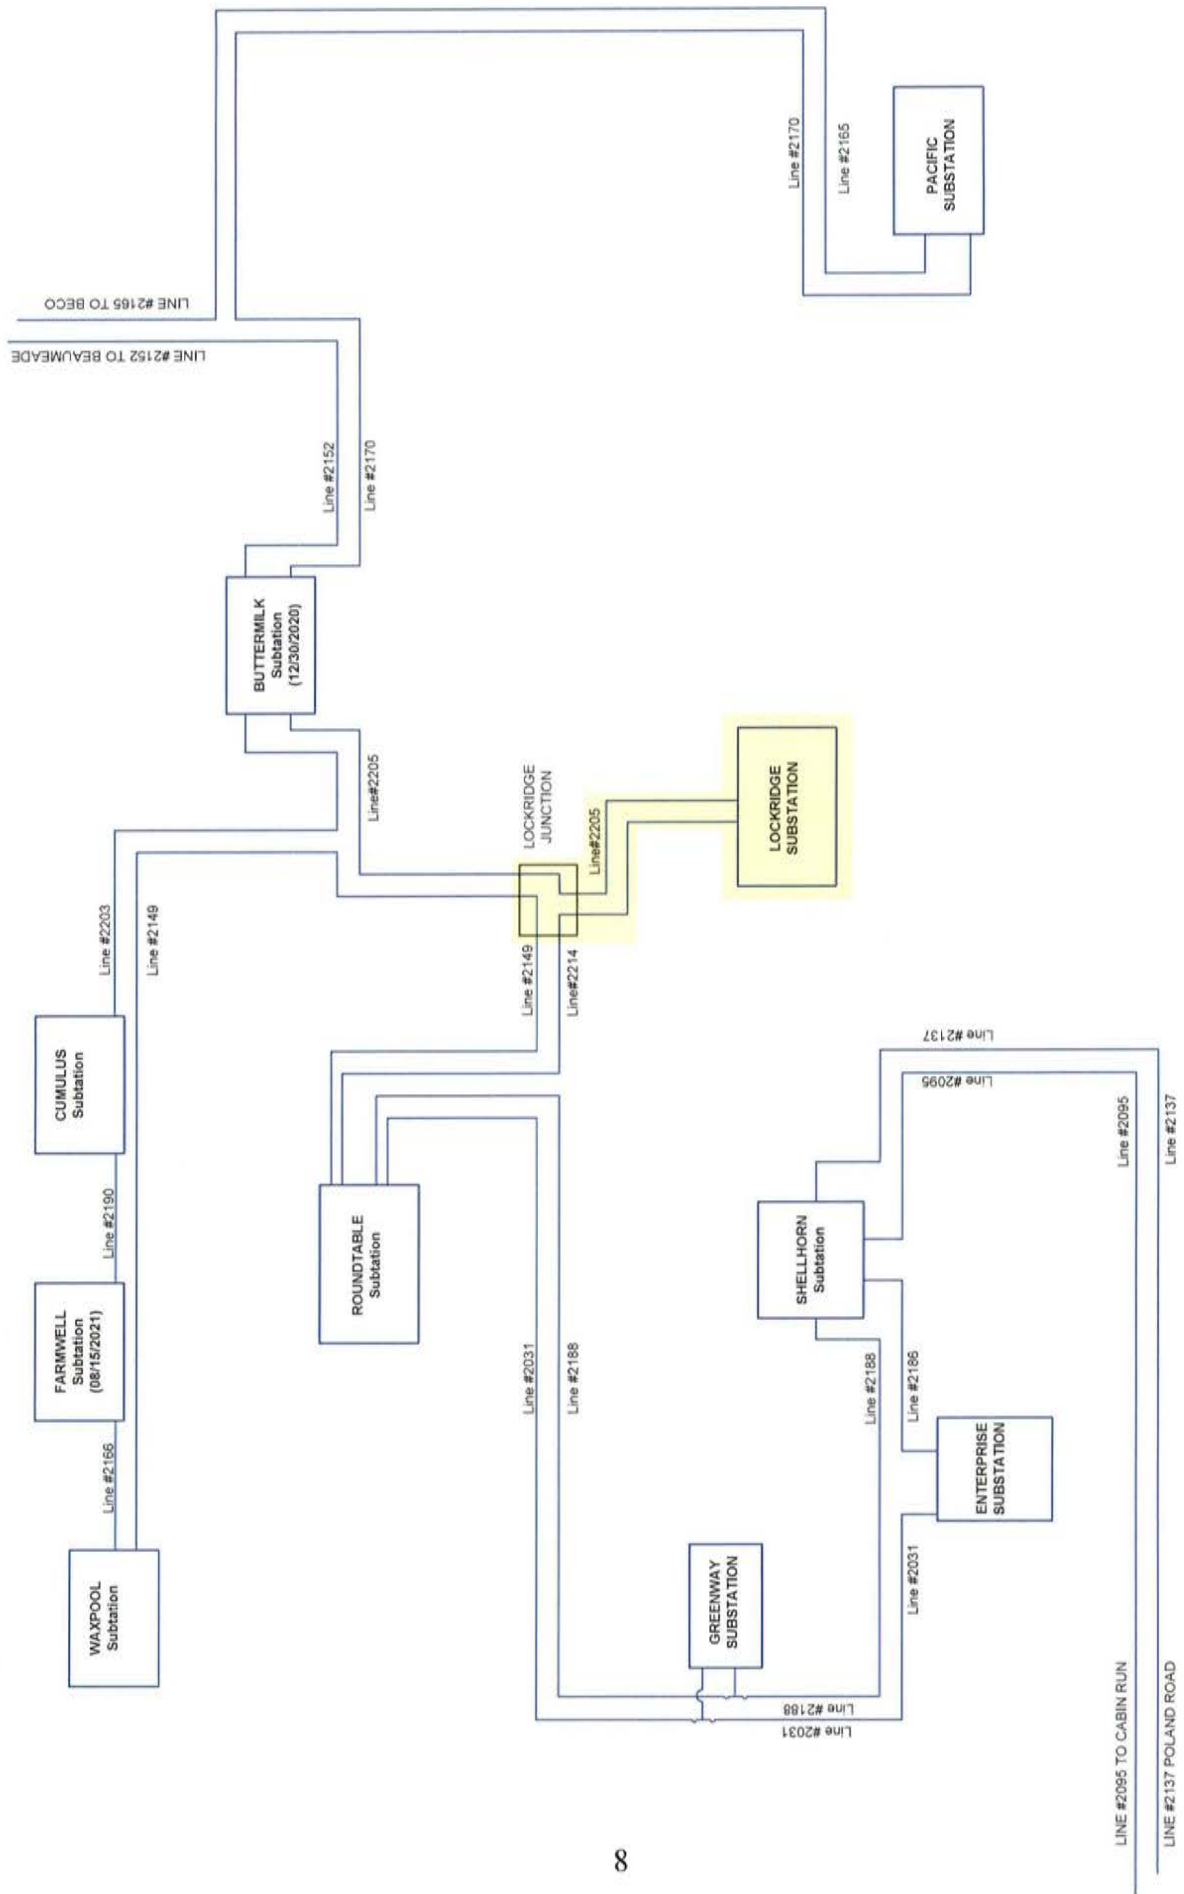 LINE #2165 TO BECO
LINE #2152 TO BEAUMEADE
Line #2170
Line #2165
PACIFIC
SUBSTATION
Line #2152
Line #2170
BUTTERMILK
Subtation
(12/30/2020)
Line#2205
LOCKRIDGE
JUNCTION
Line#2205
LOCKRIDGE
SUBSTATION
Line #2203
Line #2149
Line #2149
Line#2214
CUMULUS
Subtation
Line #2190
FARMWELL
Subtation
(08/15/2021)
Line #2166
WAXPOOL
Subtation
ROUNDTABLE
Subtation
Line #2031
Line #2188
Line #2137
Line #2095
Line #2095
Line #2137
SHELLHORN
Subtation
Line #2188
Line #2186
ENTERPRISE
SUBSTATION
Line #2031
GREENWAY
SUBSTATION
Line #2188
Line #2031
LINE #2095 TO CABIN RUN
LINE #2137 POLAND ROAD
8